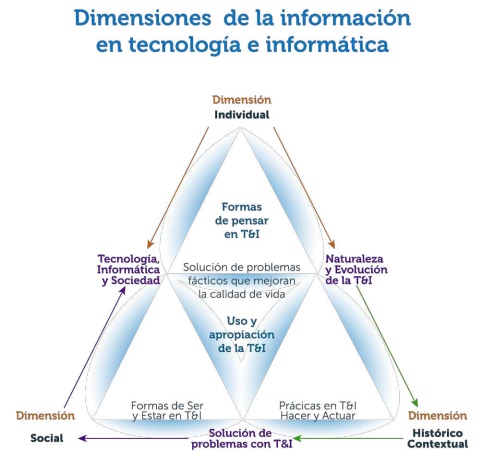 Dimensiones de la información
en tecnología e informática
Dimensión
Individual
Formas
de pensar
en T&I
Tecnología,
Informática
y Sociedad
Solución de problemas
fácticos que mejoran
la calidad de vida
Naturaleza
y Evolución
de la T&I
Uso y
apropiación
de la T&I
Formas de Ser
y Estar en T&I
Prácicas en T&I
Hacer y Actuar
Dimensión
Social
Solución de
problemas con T&I
Dimensión
Histórico
Contextual